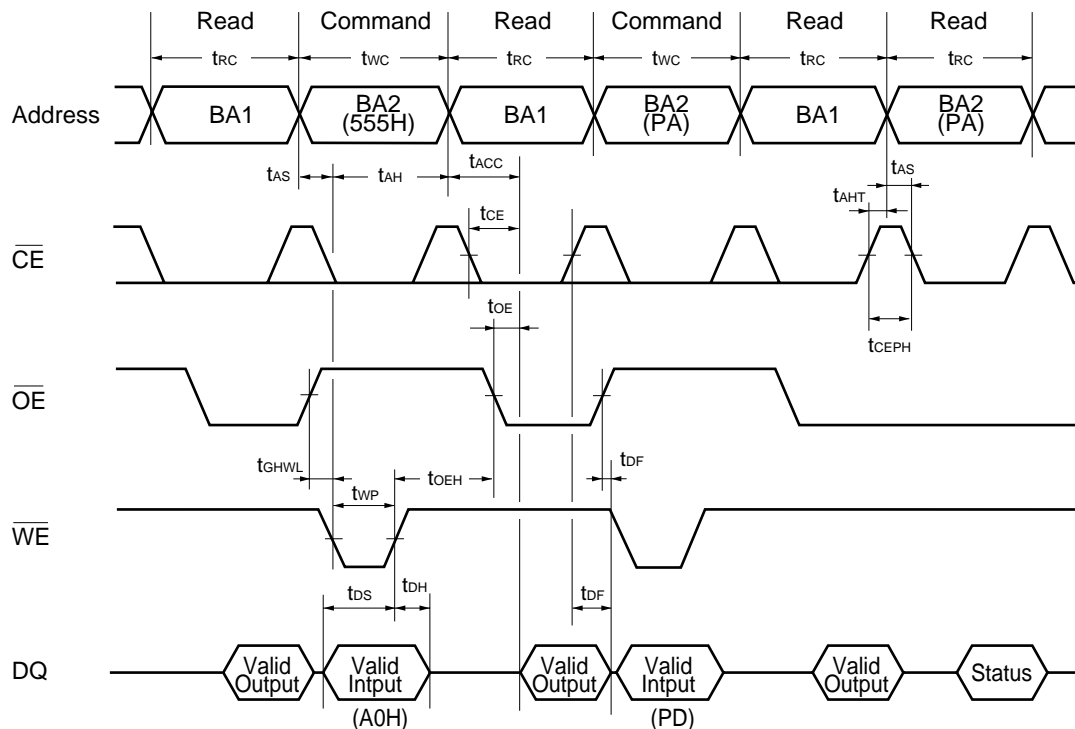 Read Command Read Command Read Read
tRC tWC tRC tWC tRC tRC
Address BA1 BA2 BA1 BA2 BA1 BA2
(555H) (PA) (PA)
tAS tAH tACC tAS
tAHT
tCE
CE
tOE
tCEPH
OE
tGHWL tWP tOEH tDF
WE
tDS tDH tDF
DQ Valid Valid Valid Valid Valid Status
Output Intput Output Intput Output
(A0H) (PD)